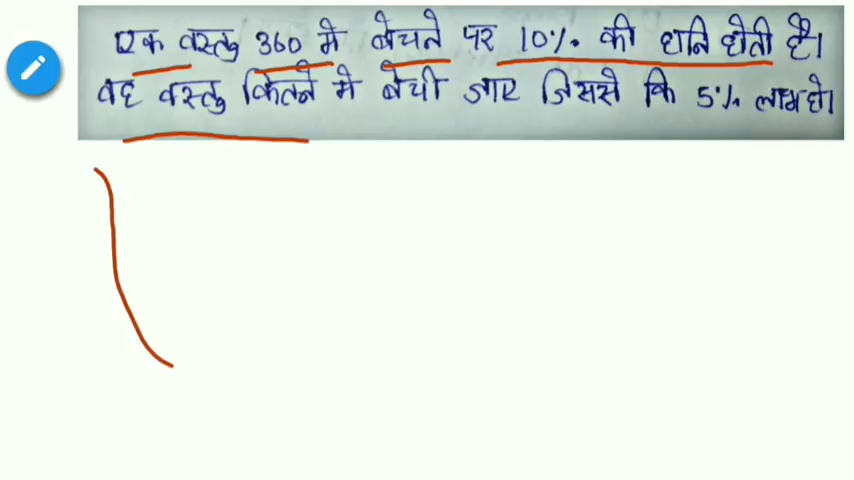 एक वस्तु 360 मे बेचने पर 10% की हानि होती है।
वह वस्तु कितने मे बेची जाए जिससे कि 5% लाभ हो।